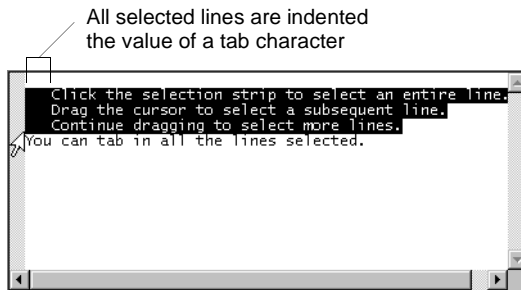 All selected lines are indented
the value of a tab character
Click the selection strip to select an entire line.
Drag the cursor to select a subsequent line.
Continue dragging to select more lines.
You can tab in all the lines selected.